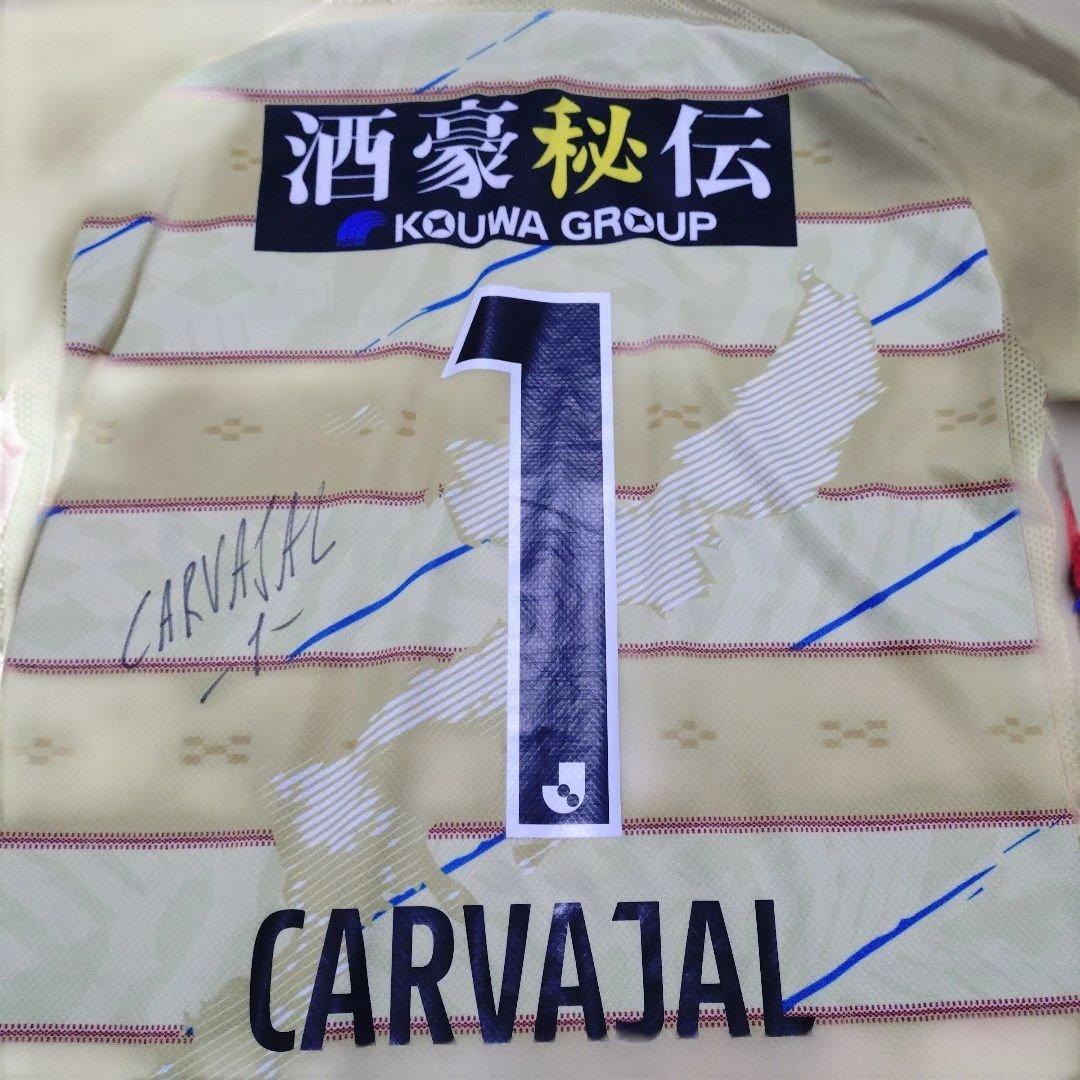 酒豪秘伝
KOUWA GROUP
1
CARVAJAL
1-
CARVAJAL